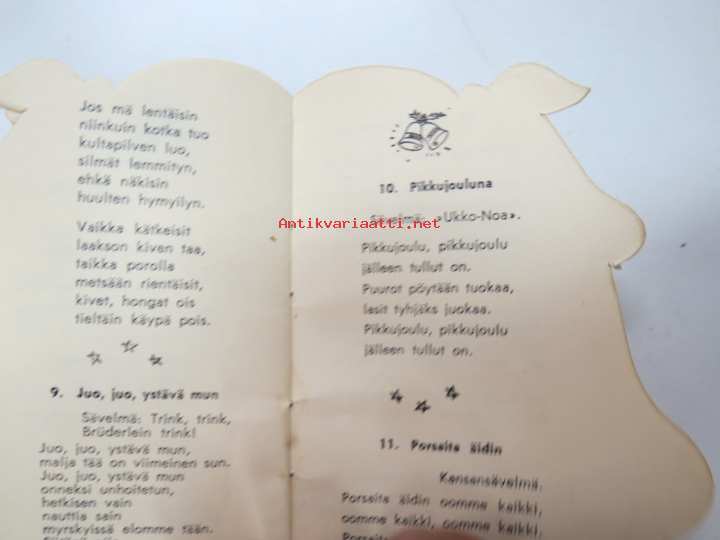 Jos mä lentäisin
niinkuin kotka tuo
kultapilven luo,
silmät lemmityn,
ehkä näkisin
huulten hymyilyn.
Vaikka kätkeisit
laakson kiven taa,
taikka porolla
metsään rientäisit,
kivet, hongat ois
tieltäin käypä pois.
9. Juo, juo, ystävä mun
Sävelmä: Trink, trink,
Brüderlein trink!
Juo, juo, ystävä mun,
malja tää on viimeinen sun.
Juo, juo, ystävä mun
onneksi unhoitetun,
hetkisen vain
nauttia sain
myrskyissä elomme tään.
10. Pikkujouluna
Sävelmä: »Ukko-Noa».
Pikkujoulu, pikkujoulu
jälleen tullut on.
Puurot pöytään tuokaa,
lasit tyhjäks juokaa.
Pikkujoulu, pikkujoulu
jälleen tullut on.
11. Porsaita äidin
Kansansävelmä.
Porsaita äidin oomme kaikki,
oomme kaikki, oomme kaikki,
Antikvariaatti.net